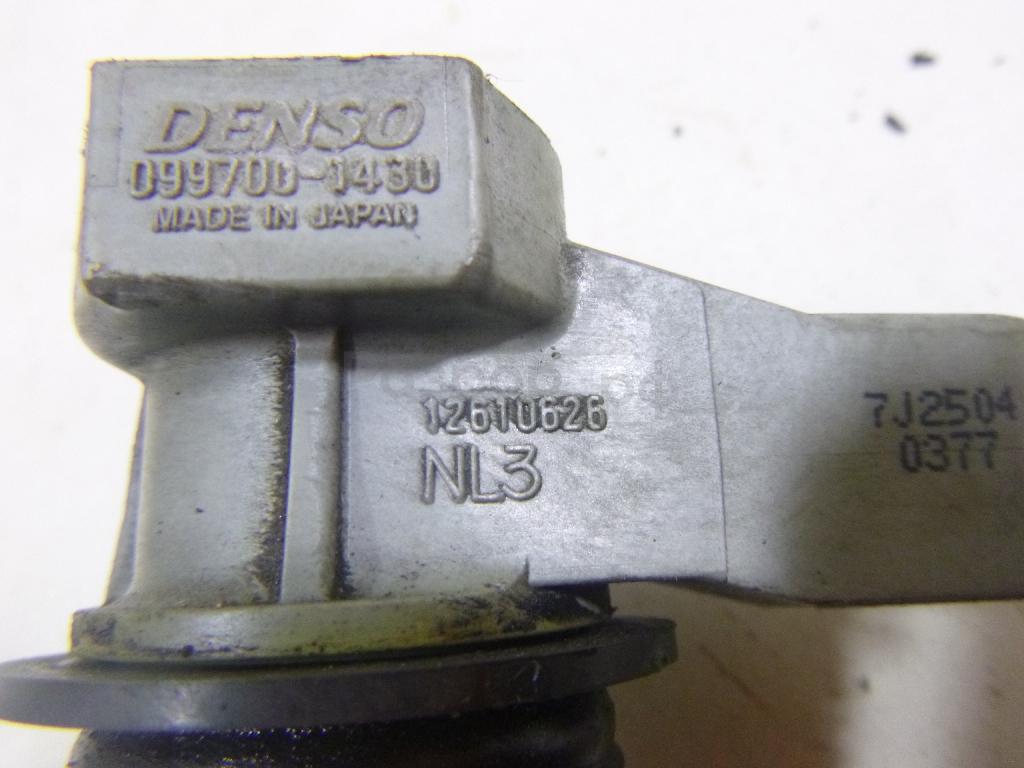 DENSO
099700-1430
MADE IN JAPAN
12610626
NL3
7J2504
0377